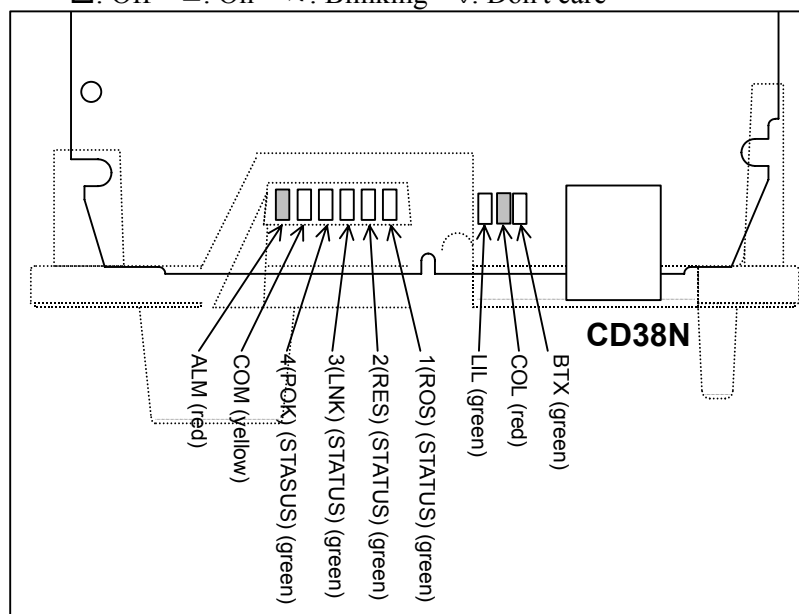 : Off : On : Blinking : Don't care
CD38N
ALM (red)
COM (yellow)
4(POK) (STASUS) (green)
3(LNK) (STATUS) (green)
2(RES) (STATUS) (green)
1(ROS) (STATUS) (green)
LIL (green)
COL (red)
BTX (green)